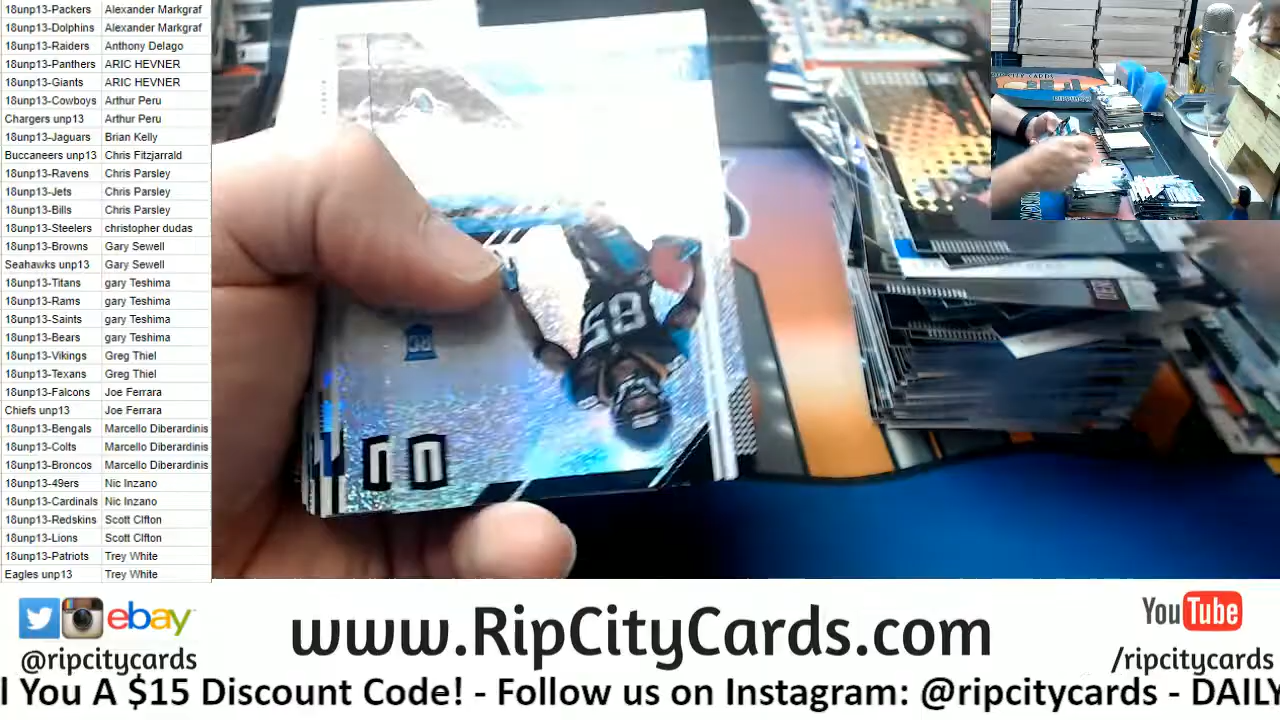 18unp13-Packers Alexander Markgraf
18unp13-Dolphins Alexander Markgraf
18unp13-Raiders Anthony Delago
18unp13-Panthers ARIC HEVNER
18unp13-Giants ARIC HEVNER
18unp13-Cowboys Arthur Peru
Chargers unp13 Arthur Peru
18unp13-Jaguars Brian Kelly
Buccaneers unp13 Chris Fitzjarrald
18unp13-Ravens Chris Parsley
18unp13-Jets Chris Parsley
18unp13-Bills Chris Parsley
18unp13-Steelers christopher dudas
18unp13-Browns Gary Sewell
Seahawks unp13 Gary Sewell
18unp13-Titans gary Teshima
18unp13-Rams gary Teshima
18unp13-Saints gary Teshima
18unp13-Bears gary Teshima
18unp13-Vikings Greg Thiel
18unp13-Texans Greg Thiel
18unp13-Falcons Joe Ferrara
Chiefs unp13 Joe Ferrara
18unp13-Bengals Marcello Diberardinis
18unp13-Colts Marcello Diberardinis
18unp13-Broncos Marcello Diberardinis
18unp13-49ers Nic Inzano
18unp13-Cardinals Nic Inzano
18unp13-Redskins Scott Clfton
18unp13-Lions Scott Clfton
18unp13-Patriots Trey White
Eagles unp13 Trey White
RC
85
ebay
@ripcitycards
www.RipCityCards.com
YouTube
/ripcitycards
l You A $15 Discount Code! - Follow us on Instagram: @ripcitycards - DAILY